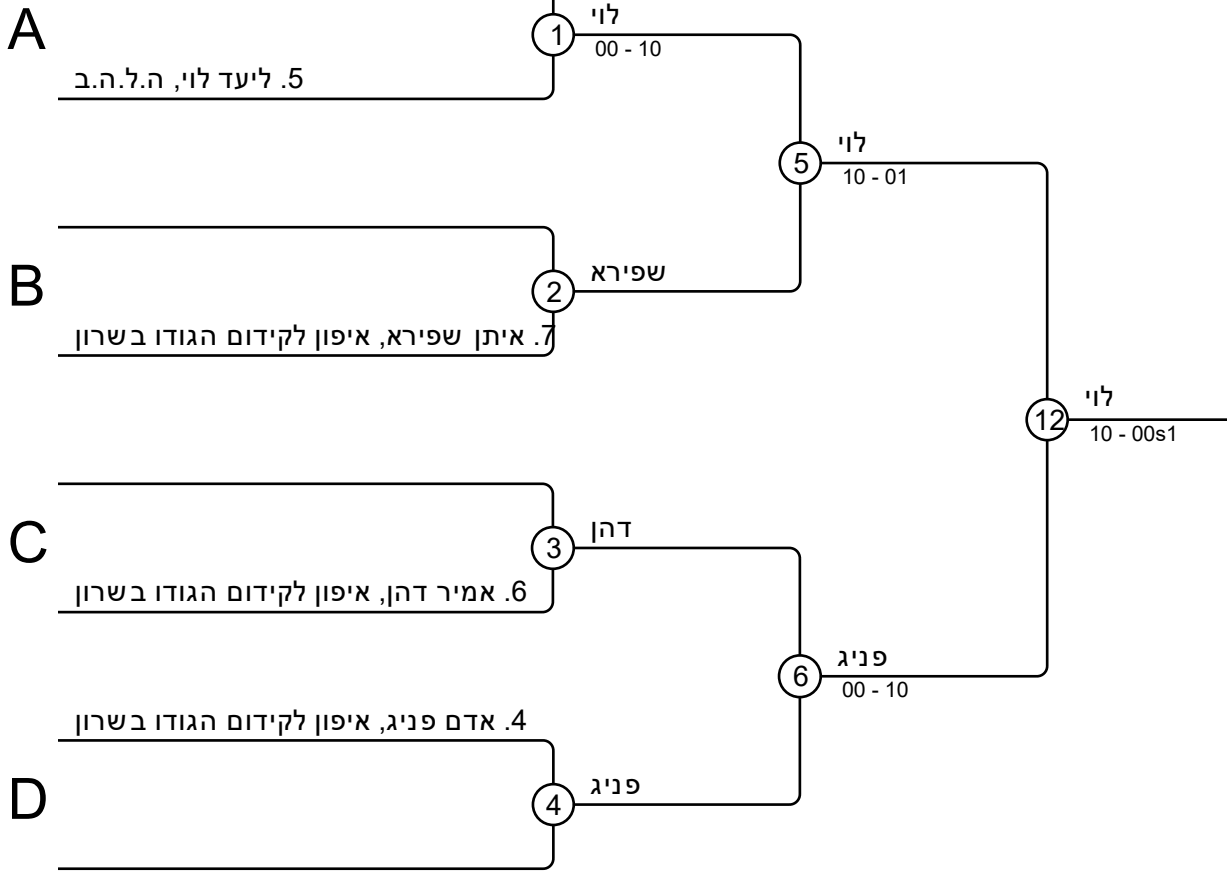 A
1
לוי
00 - 10
5. ליעד לוי, ה.ל.ה.ב
5
לוי
10 - 01
B
2
שפירא
7. איתן שפירא, איפון לקידום הגודו בשרון
12
לוי
10 - 00s1
C
3
דהן
6. אמיר דהן, איפון לקידום הגודו בשרון
6
פניג
00 - 10
4. אדם פניג, איפון לקידום הגודו בשרון
D
4
פניג